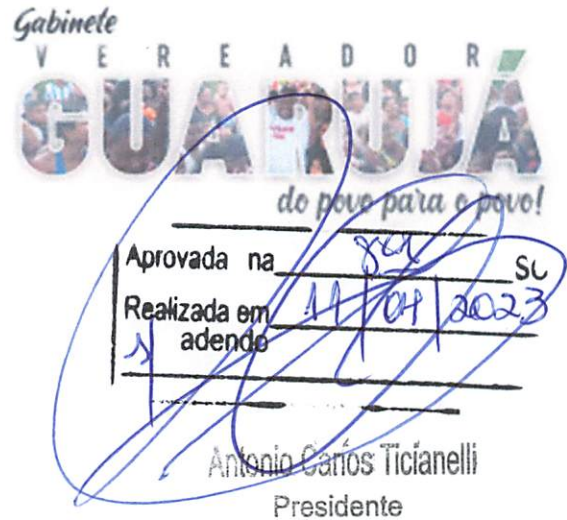 Gabinete
VEREADOR
GUARUJÁ
do povo para o povo!
Aprovada na SO
Realizada em 11 | 04 | 2023
s/ adendo
Antonio Carlos Ticianelli
Presidente